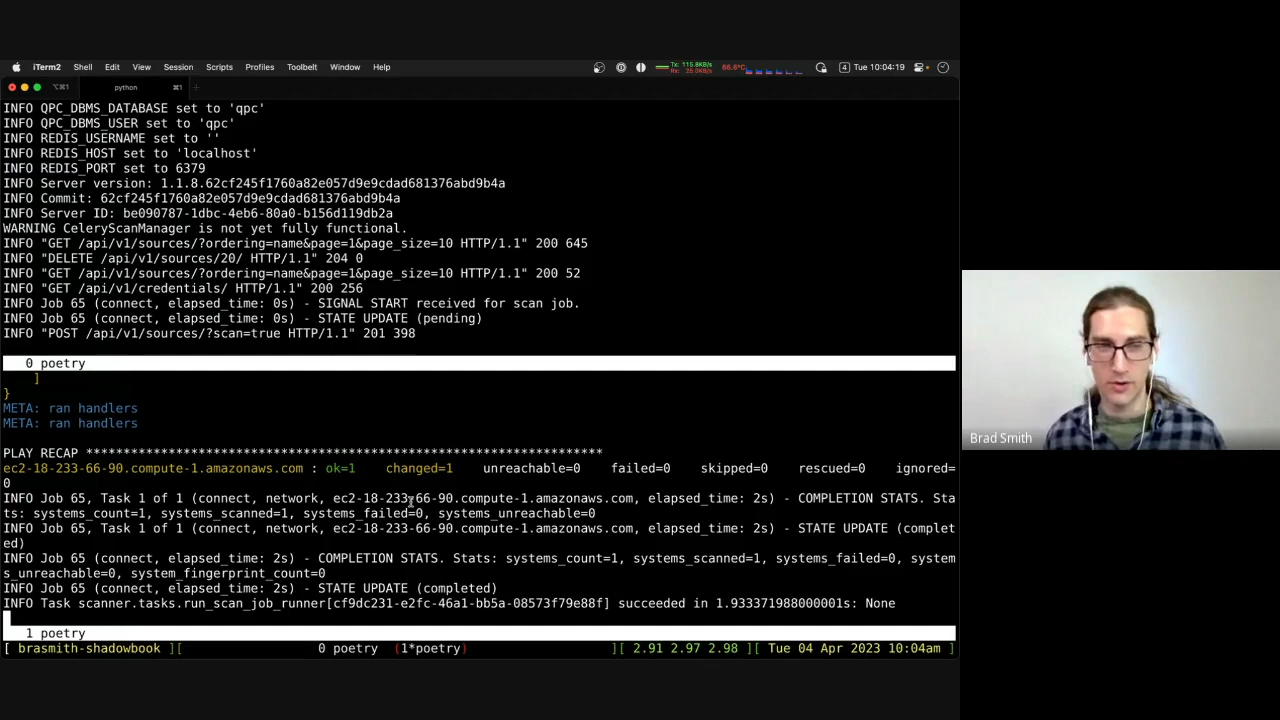 iTerm2 Shell Edit View Session Scripts Profiles Toolbelt Window Help
Tx: 115.8KB/s
Rx: 25.0KB/s
66.6°C 4 Tue 10:04:19
⌥⌘1 python ⌘1 +
INFO QPC_DBMS_DATABASE set to 'qpc'
INFO QPC_DBMS_USER set to 'qpc'
INFO REDIS_USERNAME set to ''
INFO REDIS_HOST set to 'localhost'
INFO REDIS_PORT set to 6379
INFO Server version: 1.1.8.62cf245f1760a82e057d9e9cdad681376abd9b4a
INFO Commit: 62cf245f1760a82e057d9e9cdad681376abd9b4a
INFO Server ID: be090787-1dbc-4eb6-80a0-b156d119db2a
WARNING CeleryScanManager is not yet fully functional.
INFO "GET /api/v1/sources/?ordering=name&page=1&page_size=10 HTTP/1.1" 200 645
INFO "DELETE /api/v1/sources/20/ HTTP/1.1" 204 0
INFO "GET /api/v1/sources/?ordering=name&page=1&page_size=10 HTTP/1.1" 200 52
INFO "GET /api/v1/credentials/ HTTP/1.1" 200 256
INFO Job 65 (connect, elapsed_time: 0s) - SIGNAL START received for scan job.
INFO Job 65 (connect, elapsed_time: 0s) - STATE UPDATE (pending)
INFO "POST /api/v1/sources/?scan=true HTTP/1.1" 201 398
0 poetry
]
}
META: ran handlers
META: ran handlers
PLAY RECAP *********************************************************************
ec2-18-233-66-90.compute-1.amazonaws.com : ok=1 changed=1 unreachable=0 failed=0 skipped=0 rescued=0 ignored=
0
INFO Job 65, Task 1 of 1 (connect, network, ec2-18-233-66-90.compute-1.amazonaws.com, elapsed_time: 2s) - COMPLETION STATS. Sta
ts: systems_count=1, systems_scanned=1, systems_failed=0, systems_unreachable=0
INFO Job 65, Task 1 of 1 (connect, network, ec2-18-233-66-90.compute-1.amazonaws.com, elapsed_time: 2s) - STATE UPDATE (complet
ed)
INFO Job 65 (connect, elapsed_time: 2s) - COMPLETION STATS. Stats: systems_count=1, systems_scanned=1, systems_failed=0, system
s_unreachable=0, system_fingerprint_count=0
INFO Job 65 (connect, elapsed_time: 2s) - STATE UPDATE (completed)
INFO Task scanner.tasks.run_scan_job_runner[cf9dc231-e2fc-46a1-bb5a-08573f79e88f] succeeded in 1.933371988000001s: None
1 poetry
[ brasmith-shadowbook ][ 0 poetry (1*poetry) ][ 2.91 2.97 2.98 ][ Tue 04 Apr 2023 10:04am ]
Brad Smith